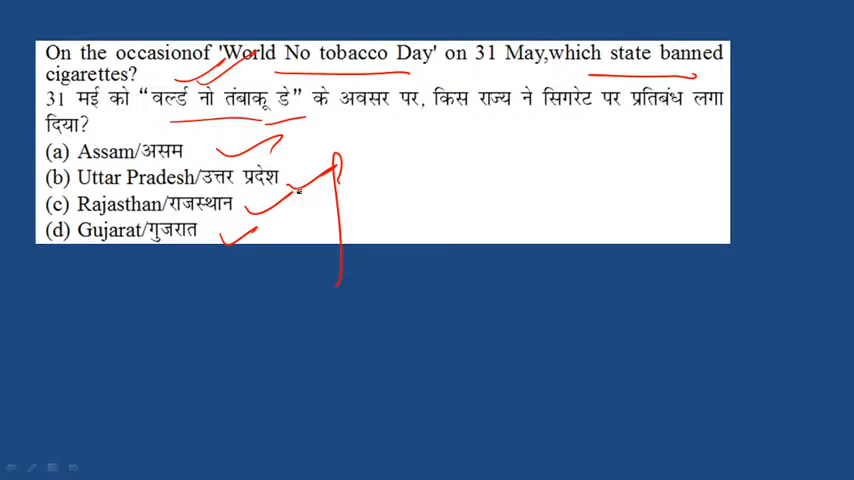 On the occasionof 'World No tobacco Day' on 31 May,which state banned
cigarettes?
31 मई को “वर्ल्ड नो तंबाकू डे” के अवसर पर, किस राज्य ने सिगरेट पर प्रतिबंध लगा
दिया?
(a) Assam/असम
(b) Uttar Pradesh/उत्तर प्रदेश
(c) Rajasthan/राजस्थान
(d) Gujarat/गुजरात